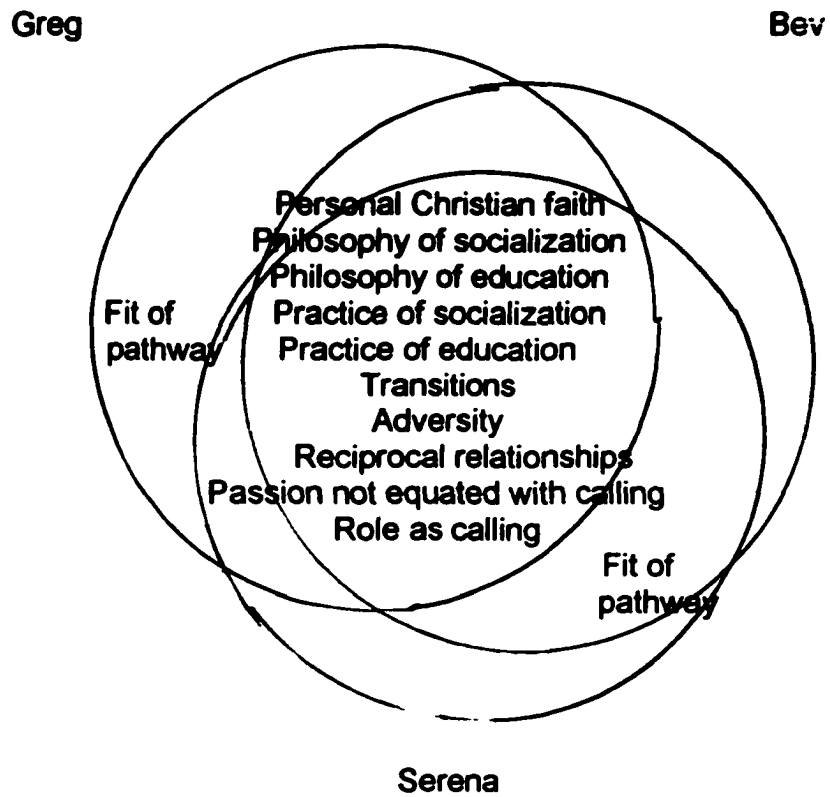 Greg
Bev
Personal Christian faith
Philosophy of socialization
Philosophy of education
Fit of
pathway
Practice of socialization
Practice of education
Transitions
Adversity
Reciprocal relationships
Passion not equated with calling
Role as calling
Fit of
pathway
Serena